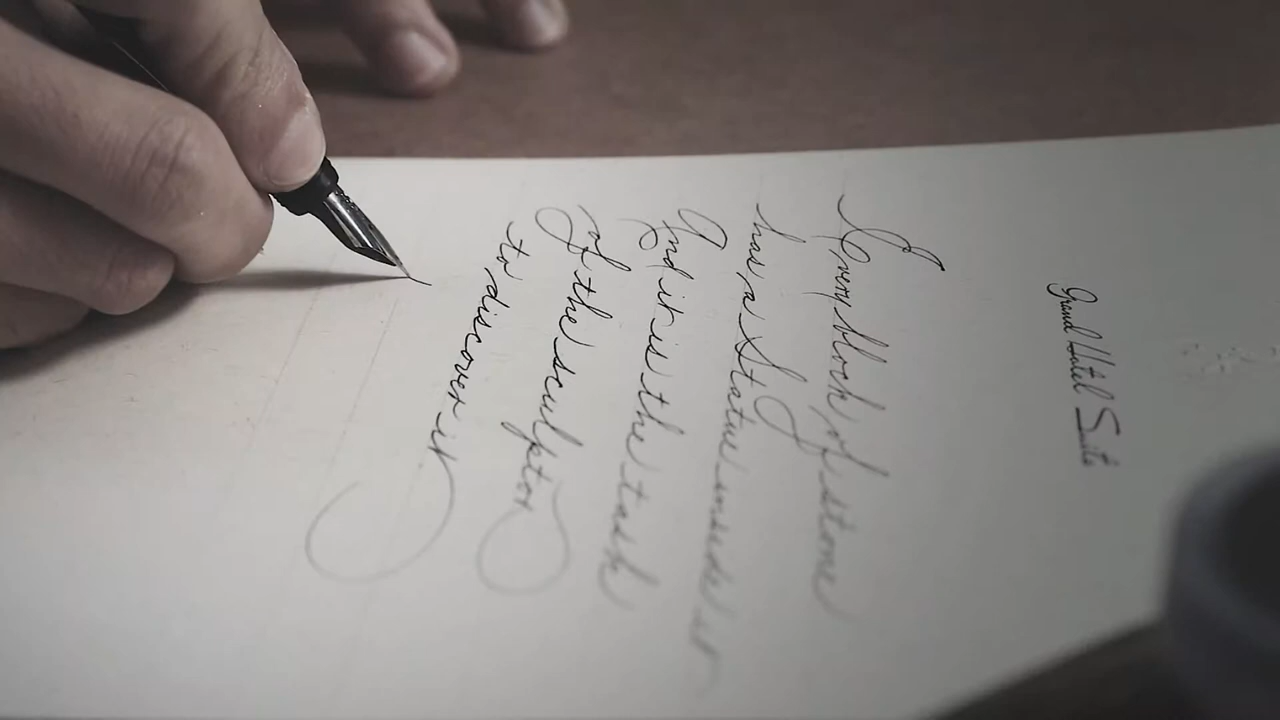 Grand
Every block of stone
has a Statue inside it
And it is the task
of the sculptor
to discover it